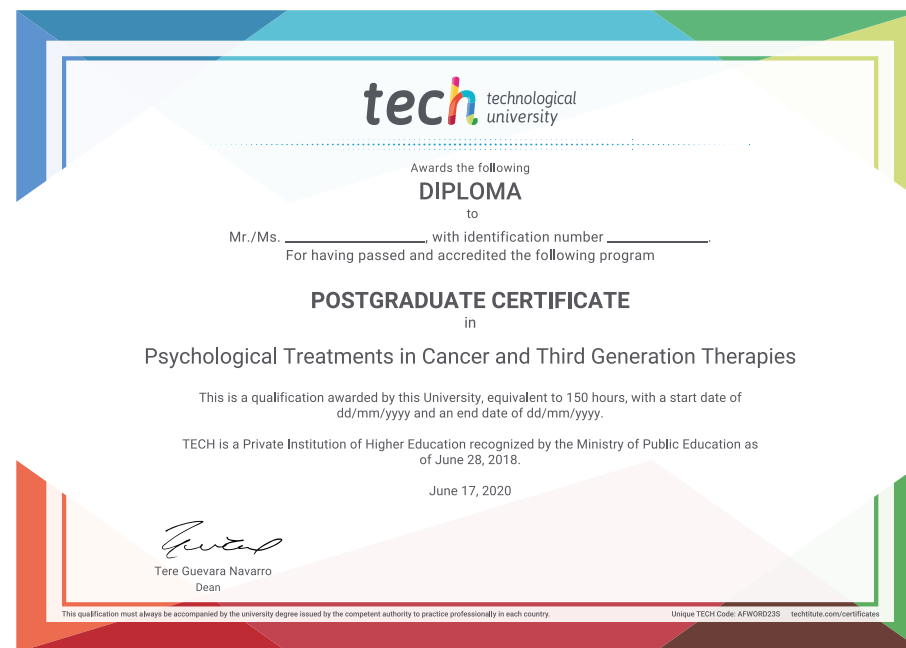 tech technological
university
Awards the following
DIPLOMA
to
Mr./Ms. ____________________, with identification number ______________.
For having passed and accredited the following program
POSTGRADUATE CERTIFICATE
in
Psychological Treatments in Cancer and Third Generation Therapies
This is a qualification awarded by this University, equivalent to 150 hours, with a start date of
dd/mm/yyyy and an end date of dd/mm/yyyy.
TECH is a Private Institution of Higher Education recognized by the Ministry of Public Education as
of June 28, 2018.
June 17, 2020
Tere Guevara Navarro
Dean
This qualification must always be accompanied by the university degree issued by the competent authority to practice professionally in each country.
Unique TECH Code: AFWORD23S techtitute.com/certificates